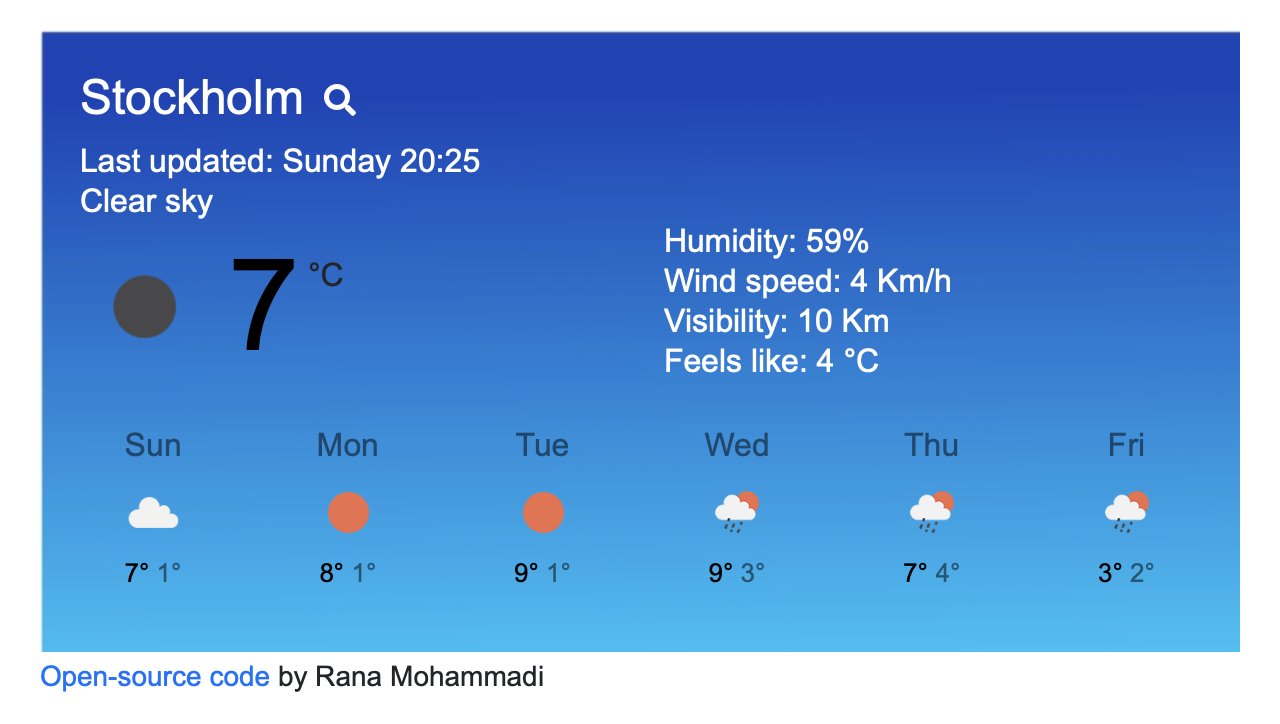 Stockholm
Last updated: Sunday 20:25
Clear sky
7 °C
Humidity: 59%
Wind speed: 4 Km/h
Visibility: 10 Km
Feels like: 4 °C
Sun Mon Tue Wed Thu Fri
7° 1° 8° 1° 9° 1° 9° 3° 7° 4° 3° 2°
Open-source code by Rana Mohammadi